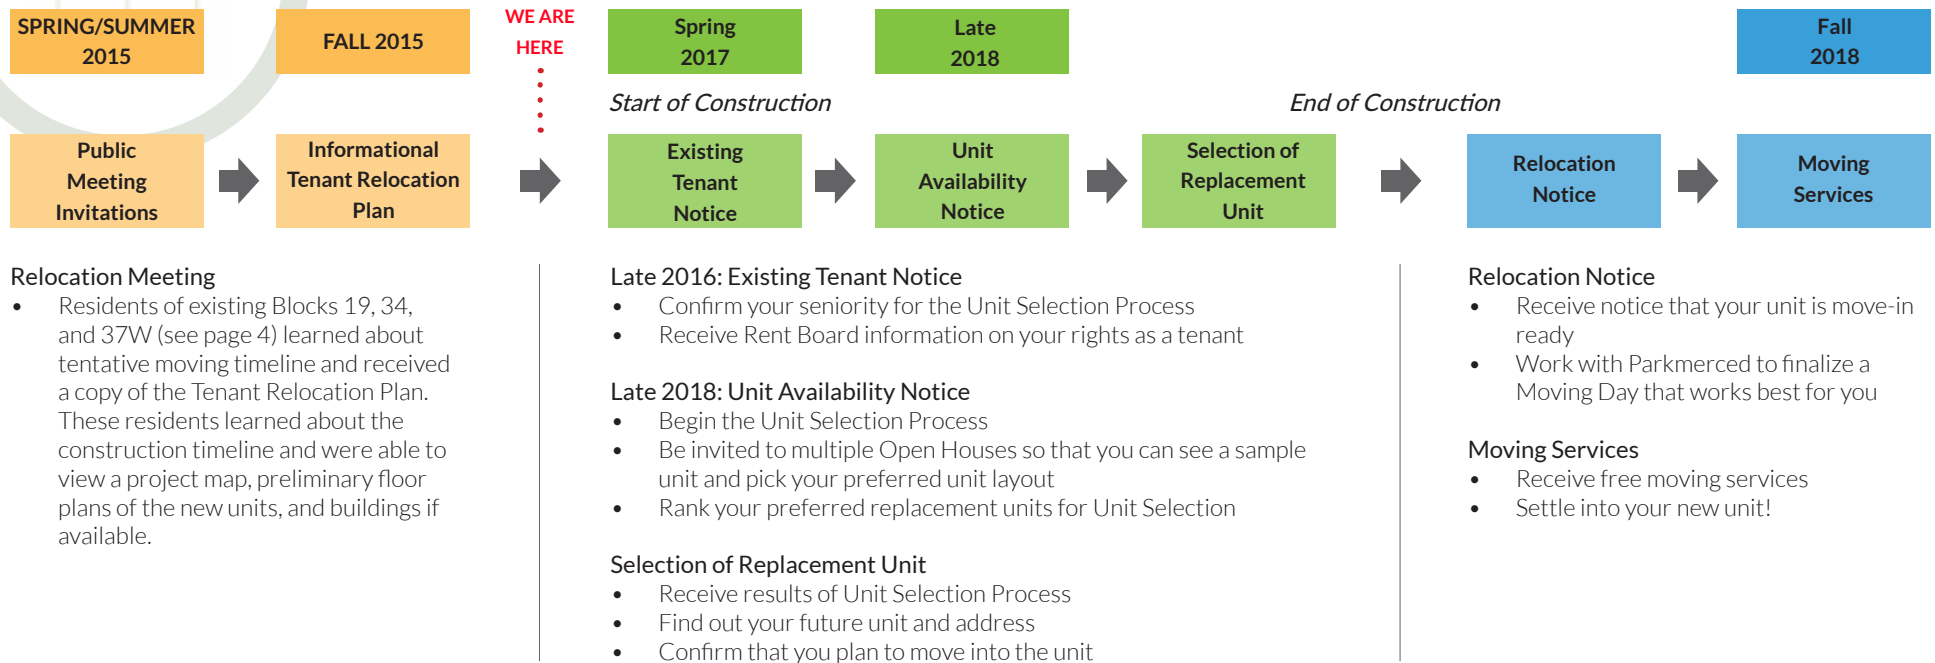 SPRING/SUMMER
2015
FALL 2015
WE ARE
HERE
Spring
2017
Late
2018
Fall
2018
Start of Construction
End of Construction
Public
Meeting
Invitations
Informational
Tenant Relocation
Plan
Existing
Tenant
Notice
Unit
Availability
Notice
Selection of
Replacement
Unit
Relocation
Notice
Moving
Services
Relocation Meeting
• Residents of existing Blocks 19, 34,
and 37W (see page 4) learned about
tentative moving timeline and received
a copy of the Tenant Relocation Plan.
These residents learned about the
construction timeline and were able to
view a project map, preliminary floor
plans of the new units, and buildings if
available.
Late 2016: Existing Tenant Notice
• Confirm your seniority for the Unit Selection Process
• Receive Rent Board information on your rights as a tenant
Late 2018: Unit Availability Notice
• Begin the Unit Selection Process
• Be invited to multiple Open Houses so that you can see a sample
unit and pick your preferred unit layout
• Rank your preferred replacement units for Unit Selection
Selection of Replacement Unit
• Receive results of Unit Selection Process
• Find out your future unit and address
• Confirm that you plan to move into the unit
Relocation Notice
• Receive notice that your unit is move-in
ready
• Work with Parkmerced to finalize a
Moving Day that works best for you
Moving Services
• Receive free moving services
• Settle into your new unit!